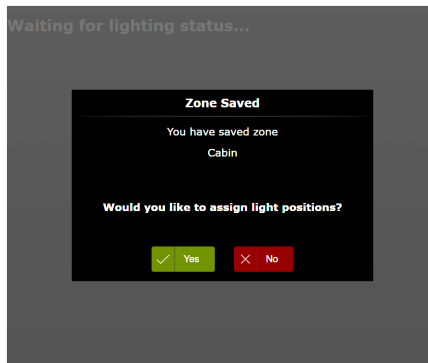 Waiting for lighting status...
Zone Saved
You have saved zone
Cabin
Would you like to assign light positions?
Yes
No